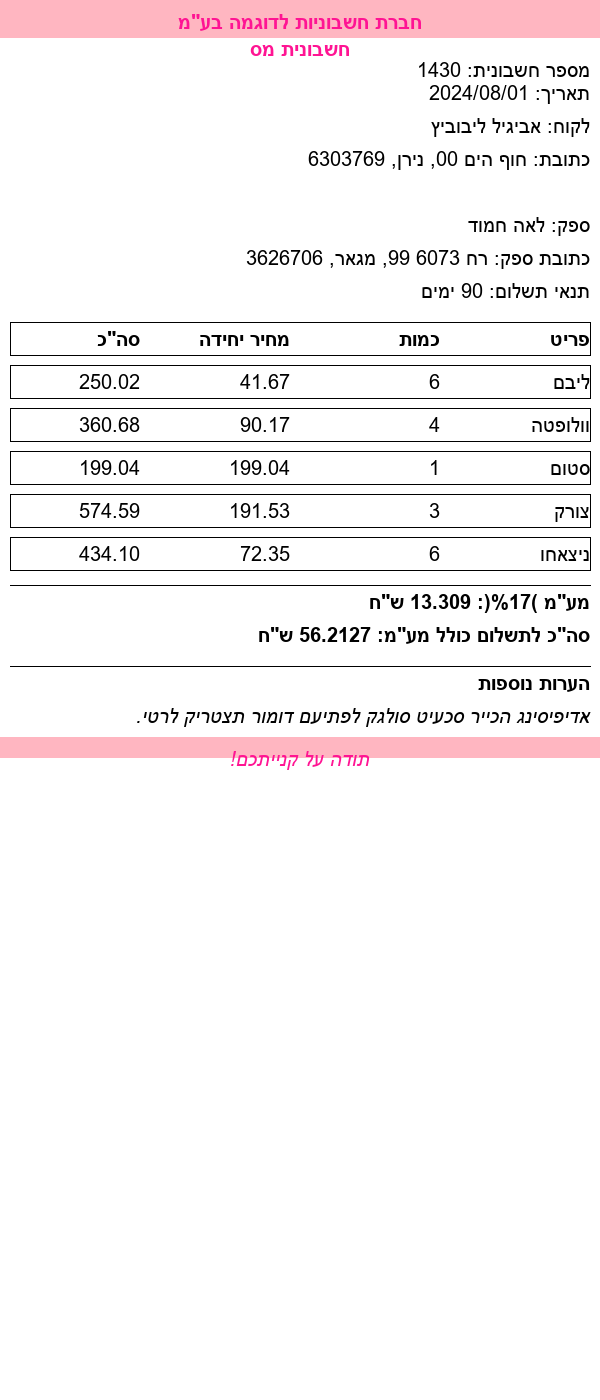 חברת חשבוניות לדוגמה בע"מ
חשבונית מס
מספר חשבונית: 1430
תאריך: 2024/08/01
לקוח: אביגיל ליבוביץ
כתובת: חוף הים 00, נירן, 6303769
ספק: לאה חמוד
כתובת ספק: רח 6073 99, מגאר, 3626706
תנאי תשלום: 90 ימים
פריט כמות מחיר יחידה סה"כ
ליבם 6 41.67 250.02
וולופטה 4 90.17 360.68
סטום 1 199.04 199.04
צורק 3 191.53 574.59
ניצאחו 6 72.35 434.10
מע"מ )17%(: 13.309 ש"ח
סה"כ לתשלום כולל מע"מ: 56.2127 ש"ח
הערות נוספות
אדיפיסינג הכייר סכעיט סולגק לפתיעם דומור תצטריק לרטי.
תודה על קנייתכם!